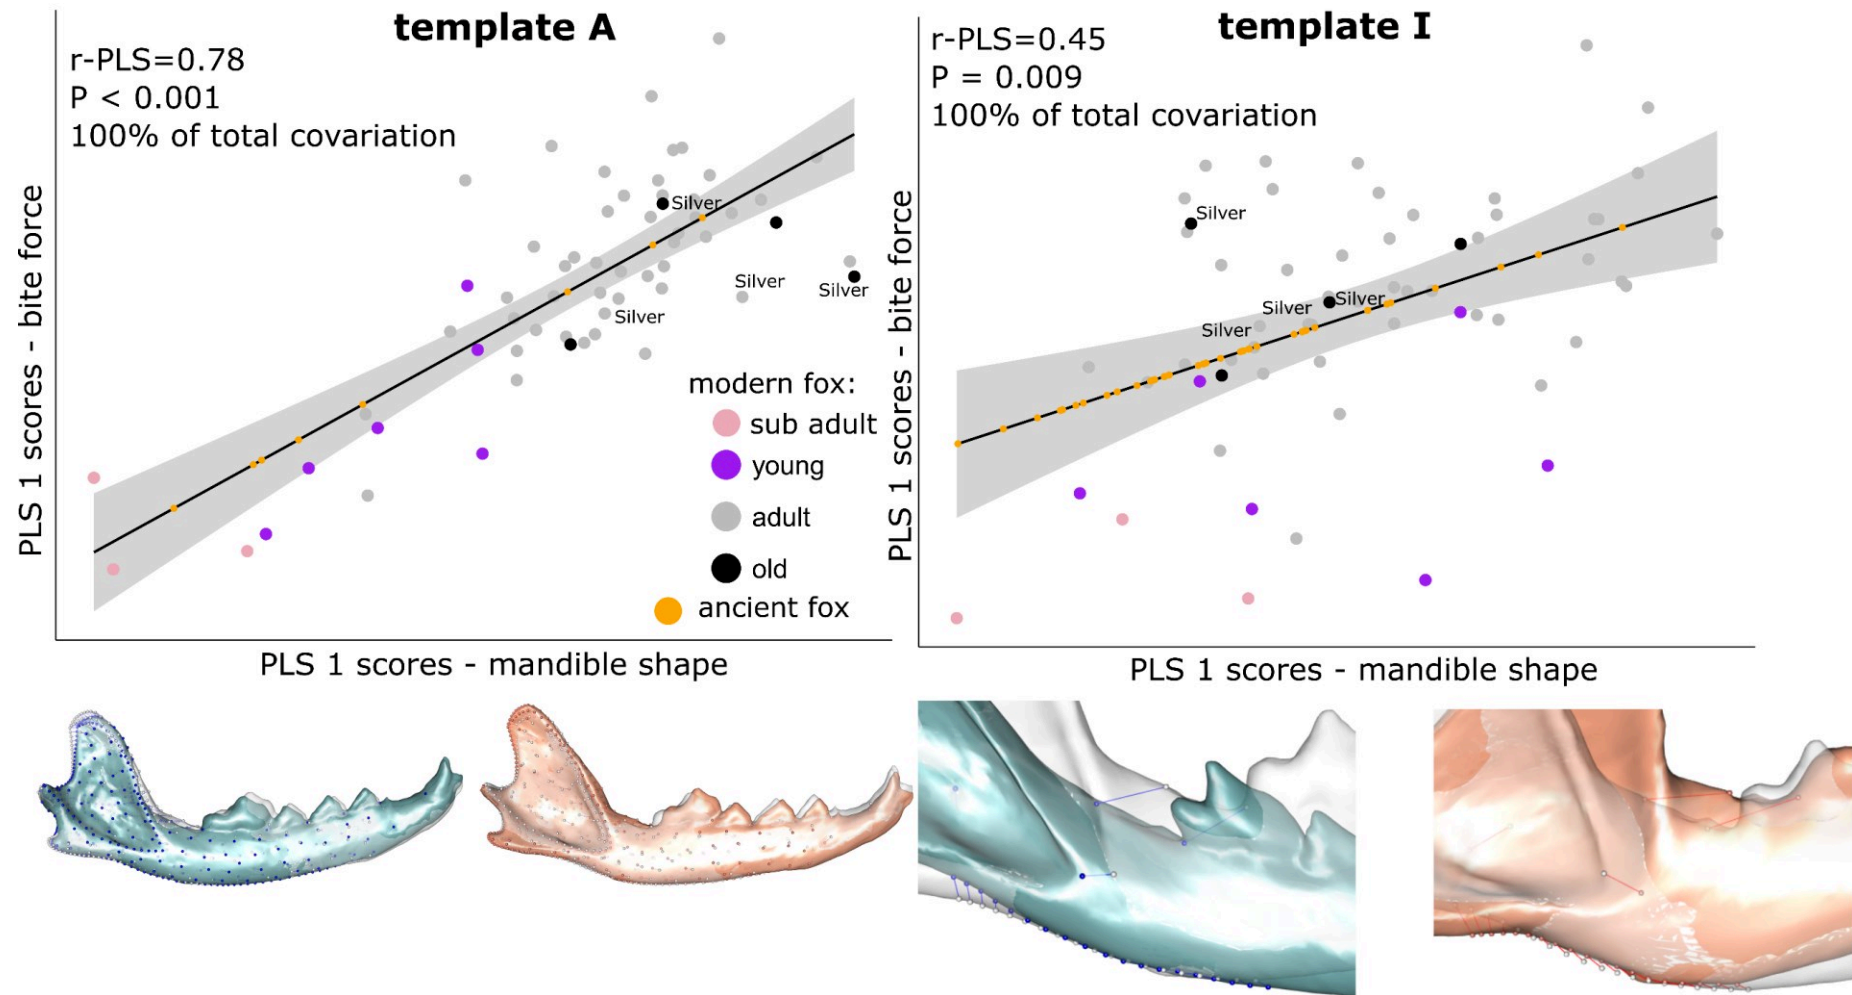 template A
r-PLS=0.78
P < 0.001
100% of total covariation
PLS 1 scores - bite force
Silver
Silver
Silver
Silver
modern fox:
sub adult
young
adult
old
ancient fox
PLS 1 scores - mandible shape
template I
r-PLS=0.45
P = 0.009
100% of total covariation
PLS 1 scores - bite force
Silver
Silver
Silver
Silver
PLS 1 scores - mandible shape